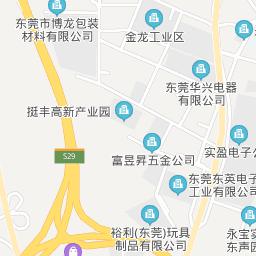 东莞市博龙包装
材料有限公司
金龙工业区
东莞华兴电器
有限公司
挺丰高新产业园
S29
富昱昇五金公司
实盈电子
东莞东英电子
工业有限公
裕利(东莞)玩具
制品有限公司
永宝实
东声